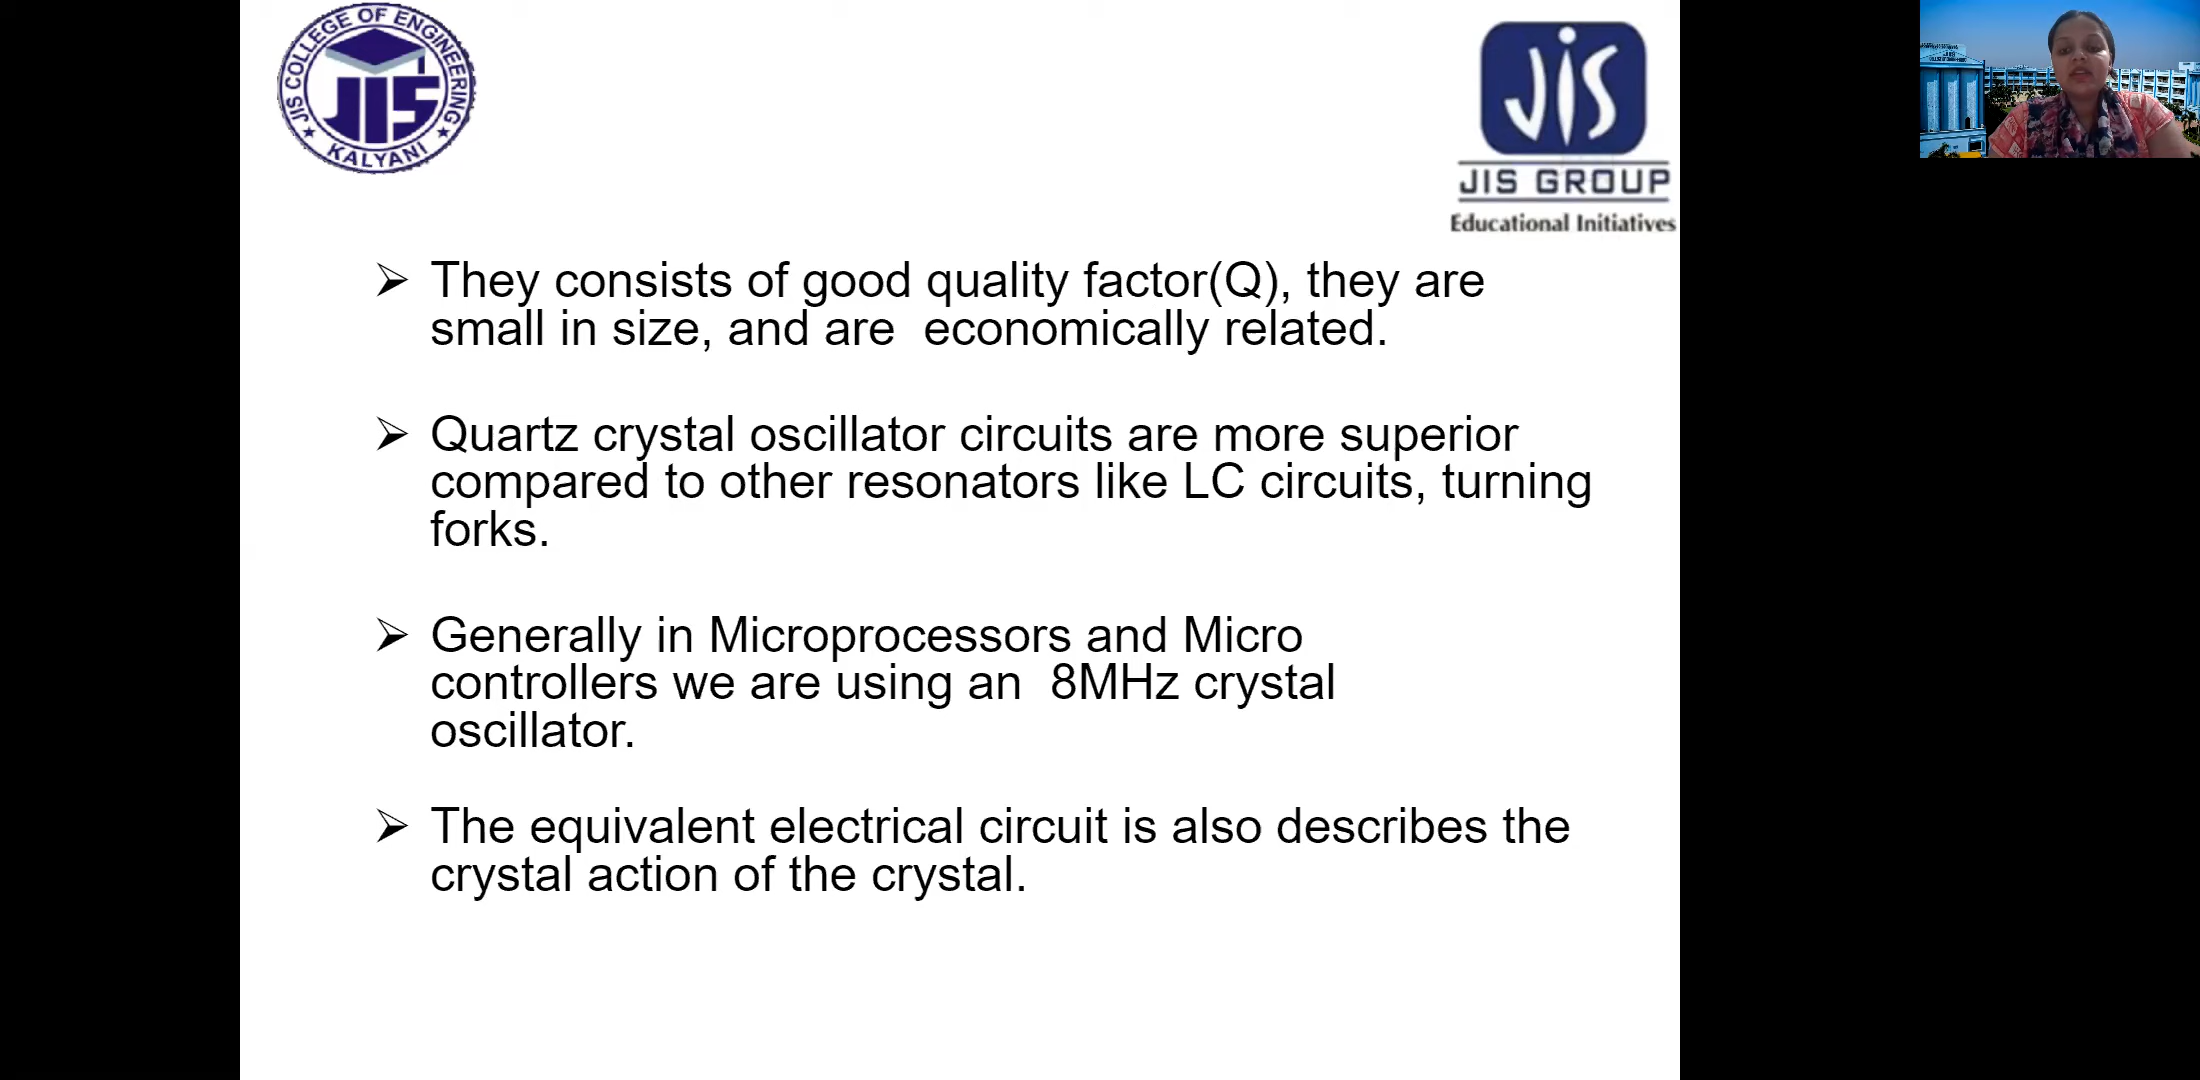 JIS COLLEGE OF ENGINEERING
JIS
KALYANI
JIS
JIS GROUP
Educational Initiatives
➢ They consists of good quality factor(Q), they are
small in size, and are economically related.
➢ Quartz crystal oscillator circuits are more superior
compared to other resonators like LC circuits, turning
forks.
➢ Generally in Microprocessors and Micro
controllers we are using an 8MHz crystal
oscillator.
➢ The equivalent electrical circuit is also describes the
crystal action of the crystal.